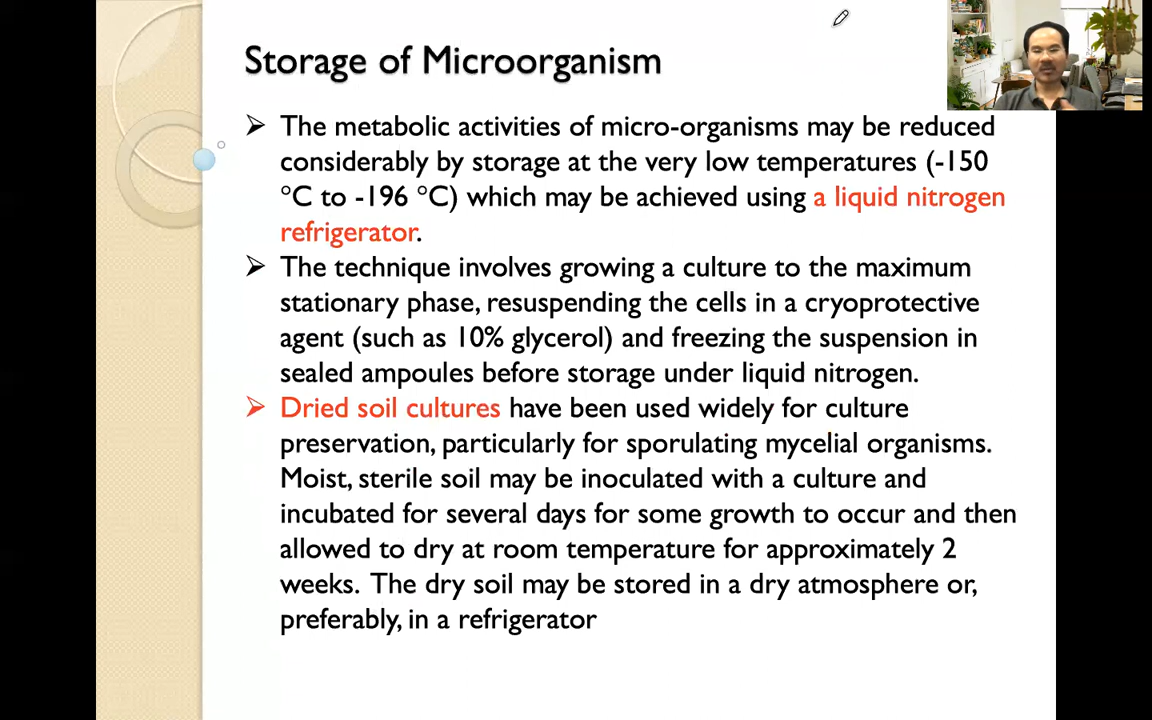 Storage of Microorganism
➢ The metabolic activities of micro-organisms may be reduced
considerably by storage at the very low temperatures (-150
°C to -196 °C) which may be achieved using a liquid nitrogen
refrigerator.
➢ The technique involves growing a culture to the maximum
stationary phase, resuspending the cells in a cryoprotective
agent (such as 10% glycerol) and freezing the suspension in
sealed ampoules before storage under liquid nitrogen.
➢ Dried soil cultures have been used widely for culture
preservation, particularly for sporulating mycelial organisms.
Moist, sterile soil may be inoculated with a culture and
incubated for several days for some growth to occur and then
allowed to dry at room temperature for approximately 2
weeks. The dry soil may be stored in a dry atmosphere or,
preferably, in a refrigerator